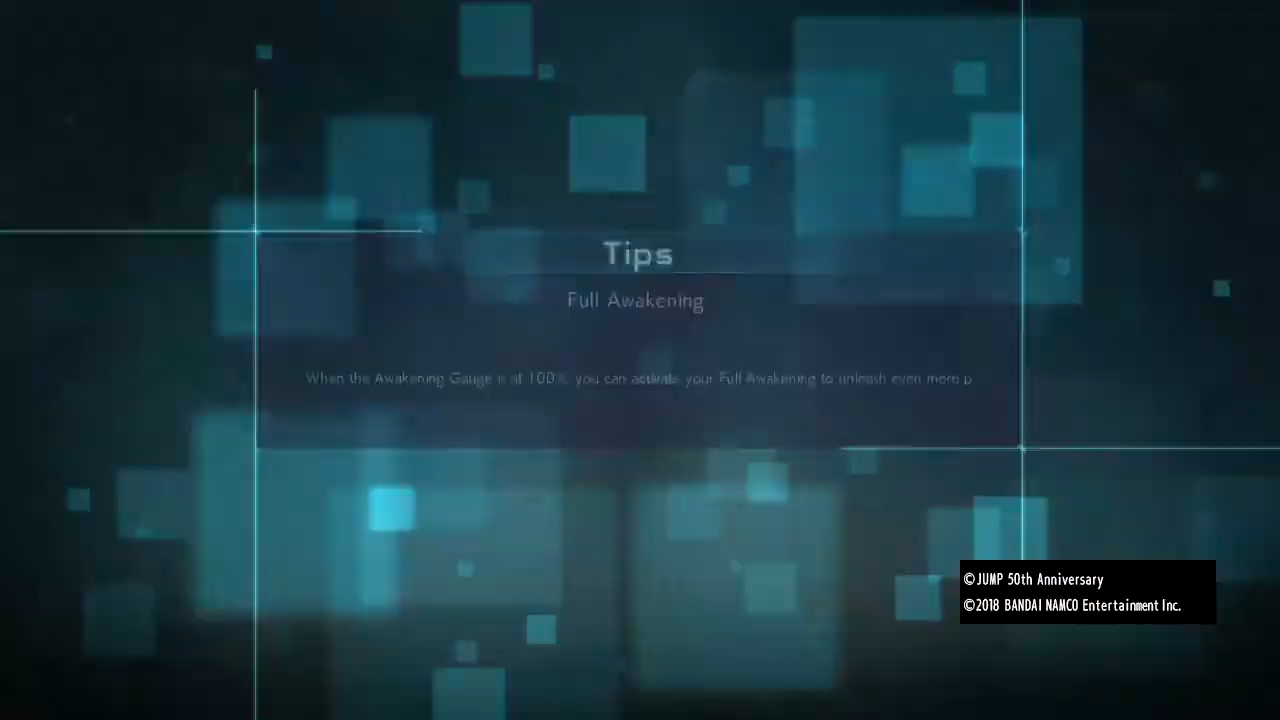 Tips
Full Awakening
When the Awakening Gauge is at 100%, you can activate your Full Awakening to unleash even more p
©JUMP 50th Anniversary
©2018 BANDAI NAMCO Entertainment Inc.